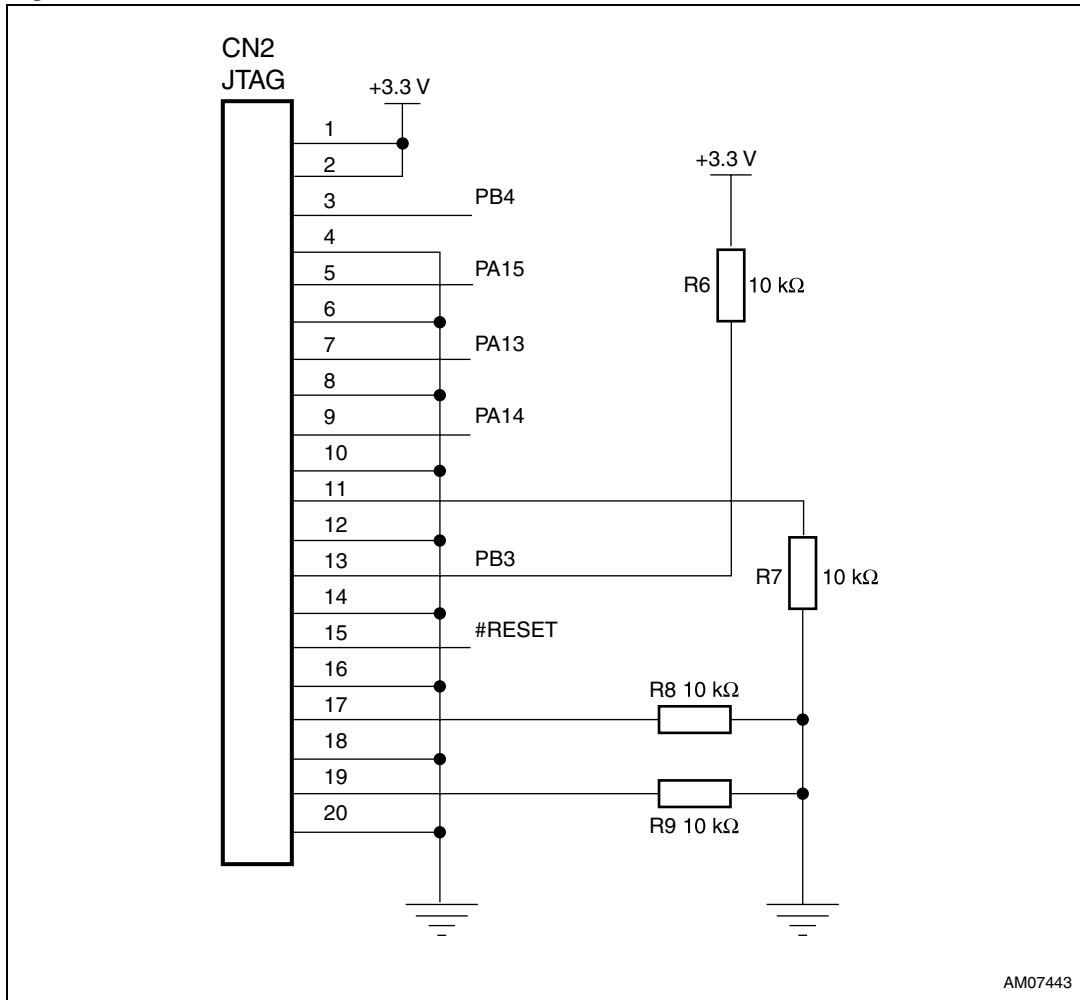 CN2
JTAG
+3.3 V
1
2
+3.3 V
3
PB4
4
5
PA15
R6
10 kΩ
6
7
PA13
8
9
PA14
10
11
12
13
PB3
R7
10 kΩ
14
15
#RESET
16
R8 10 kΩ
17
18
19
20
R9 10 kΩ
AM07443